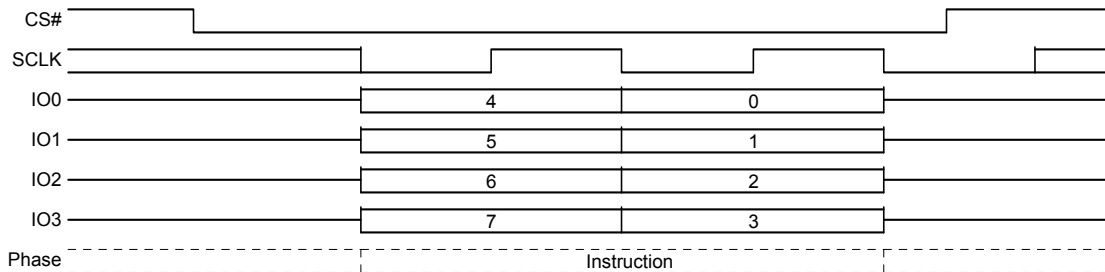 CS#
SCLK
IO0 4 0
IO1 5 1
IO2 6 2
IO3 7 3
Phase Instruction